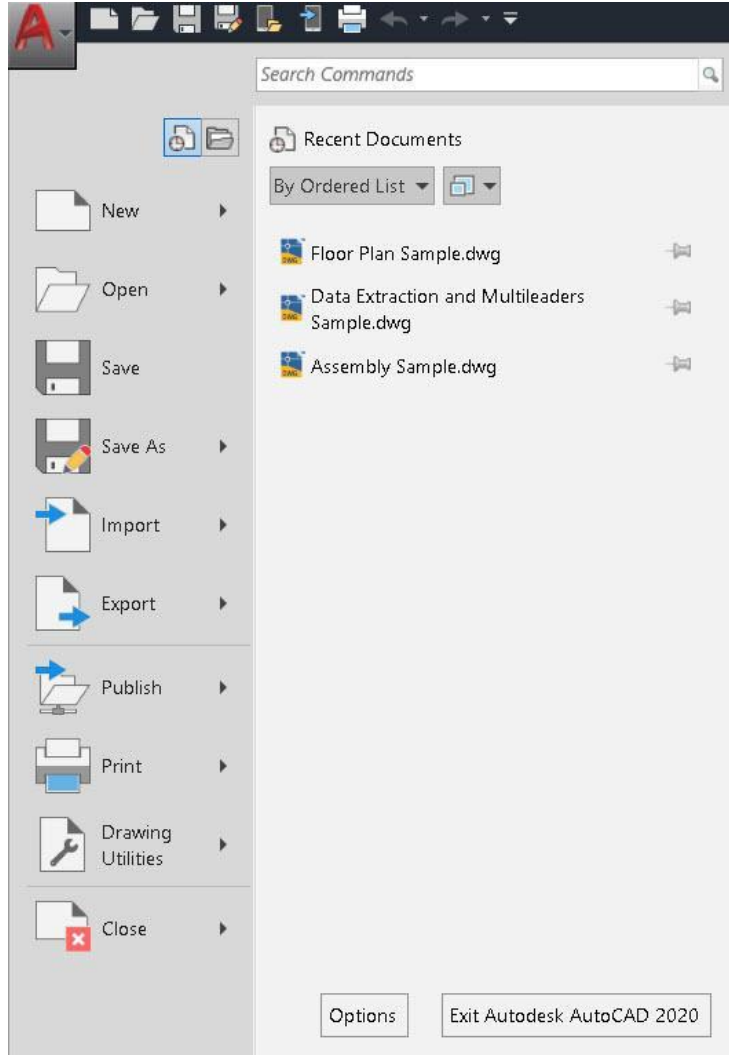 Search Commands
Recent Documents
By Ordered List
New
Floor Plan Sample.dwg
Open
Data Extraction and Multileaders
Sample.dwg
Save
Assembly Sample.dwg
Save As
Import
Export
Publish
Print
Drawing
Utilities
Close
Options
Exit Autodesk AutoCAD 2020